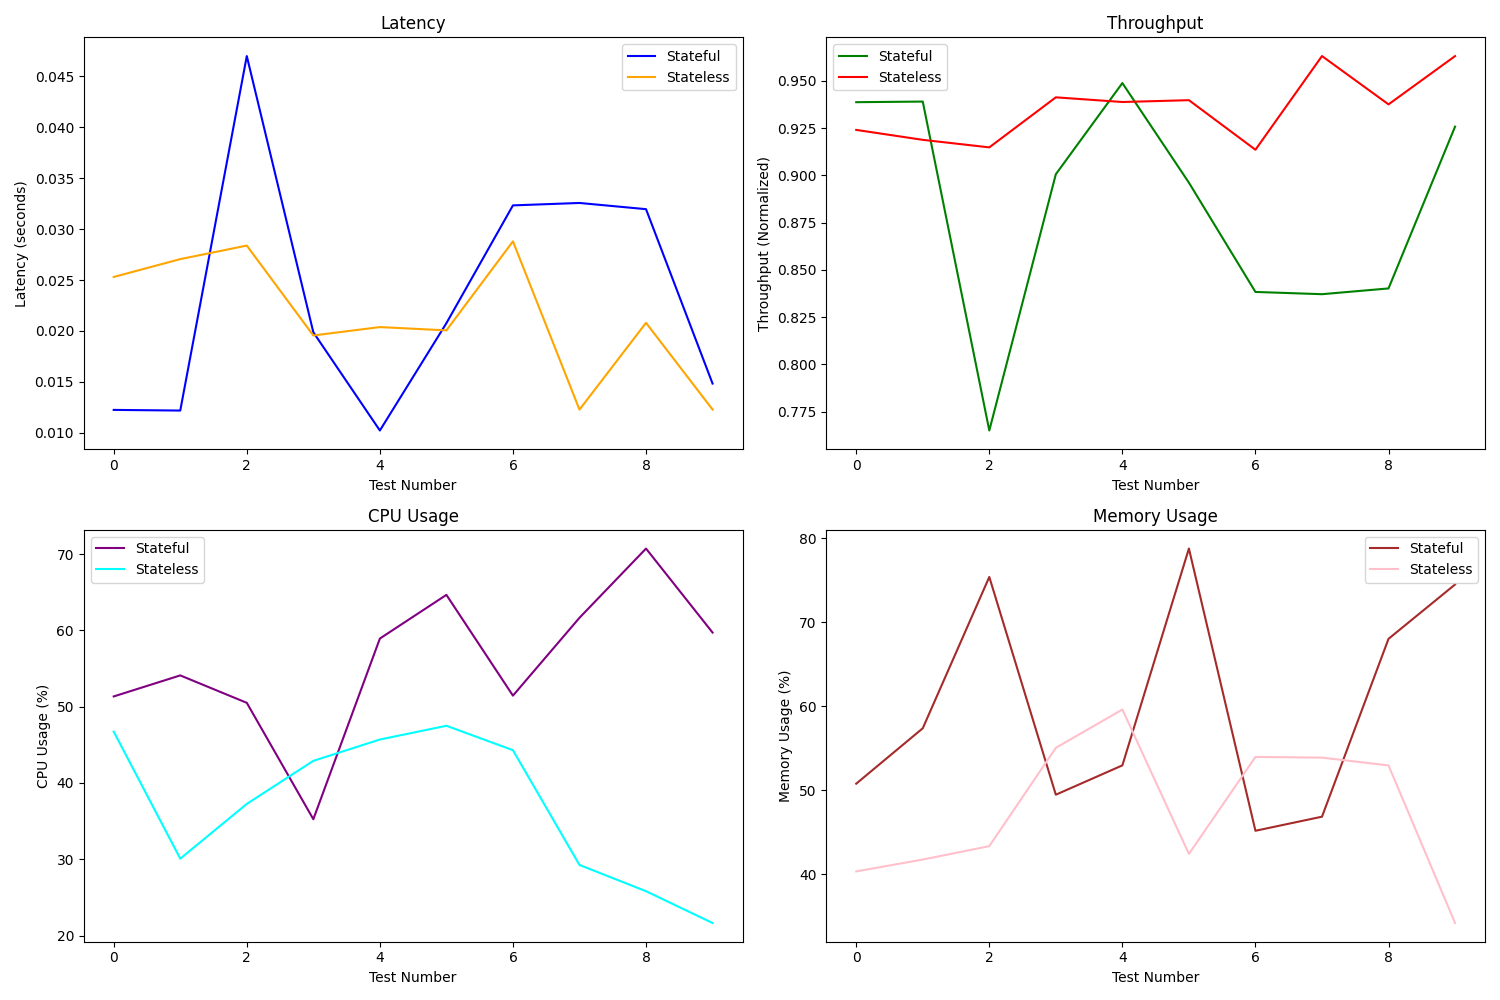 Latency
Latency (seconds)
0.045
0.040
0.035
0.030
0.025
0.020
0.015
0.010
Stateful
Stateless
0 2 4 6 8
Test Number
Throughput
Throughput (Normalized)
0.950
0.925
0.900
0.875
0.850
0.825
0.800
0.775
Stateful
Stateless
0 2 4 6 8
Test Number
CPU Usage
CPU Usage (%)
70
60
50
40
30
20
Stateful
Stateless
0 2 4 6 8
Test Number
Memory Usage
Memory Usage (%)
80
70
60
50
40
Stateful
Stateless
0 2 4 6 8
Test Number